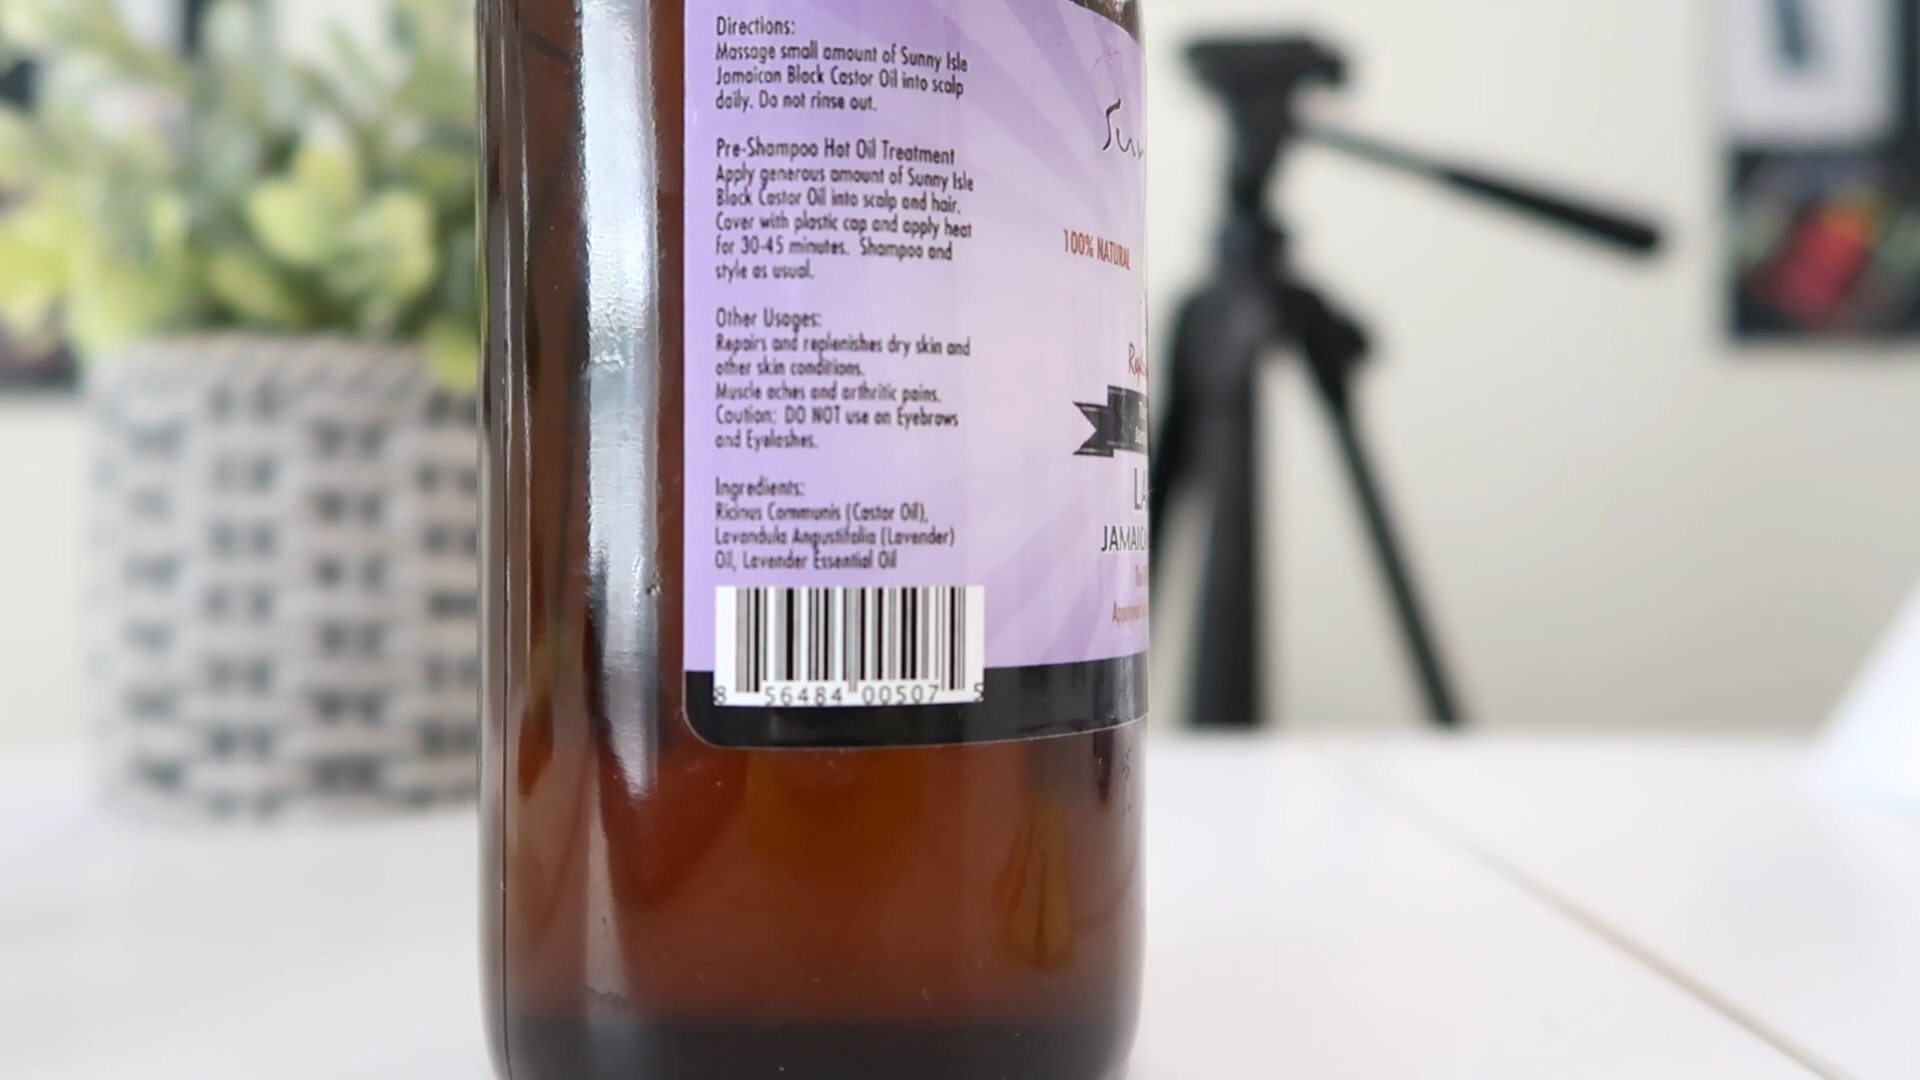 Directions:
Massage small amount of Sunny Isle
Jamaican Black Castor Oil into scalp
daily. Do not rinse out.
Pre-Shampoo Hot Oil Treatment
Apply generous amount of Sunny Isle
Black Castor Oil into scalp and hair.
Cover with plastic cap and apply heat
for 30-45 minutes. Shampoo and
style as usual.
Other Usages:
Repairs and replenishes dry skin and
other skin conditions.
Muscle aches and arthritic pains.
Caution: DO NOT use on Eyebrows
and Eyelashes.
Ingredients:
Ricinus Communis (Castor Oil),
Lavandula Angustifolia (Lavender)
Oil, Lavender Essential Oil
8 56484 00507 5
100% NATURAL